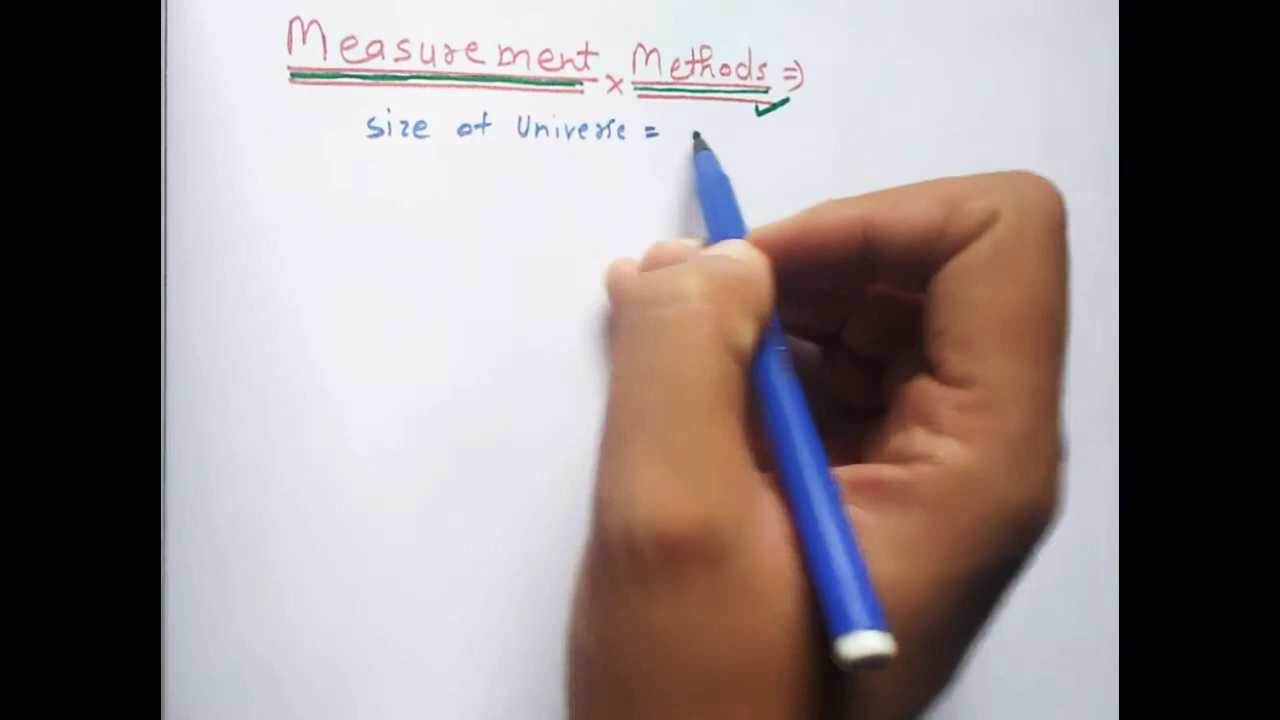 Measurement × Methods ⇒
size of Universe =